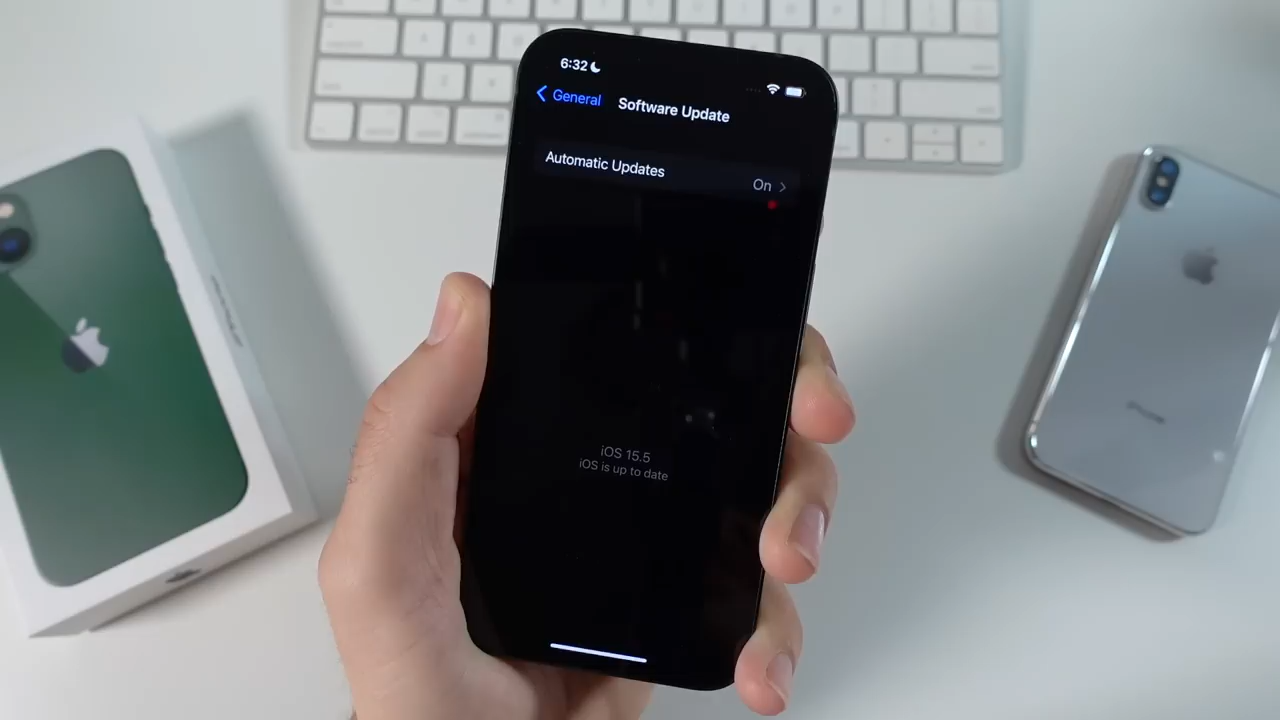 6:32
General
Software Update
Automatic Updates
On
iOS 15.5
iOS is up to date